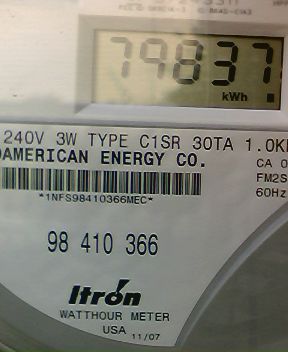 79837
kWh
240V 3W TYPE C1SR 30TA 1.0K
DAMERICAN ENERGY CO.
CA 0
FM2S
60Hz
*1NFS98410366MEC*
98 410 366
Itron
WATTHOUR METER
USA 11/07